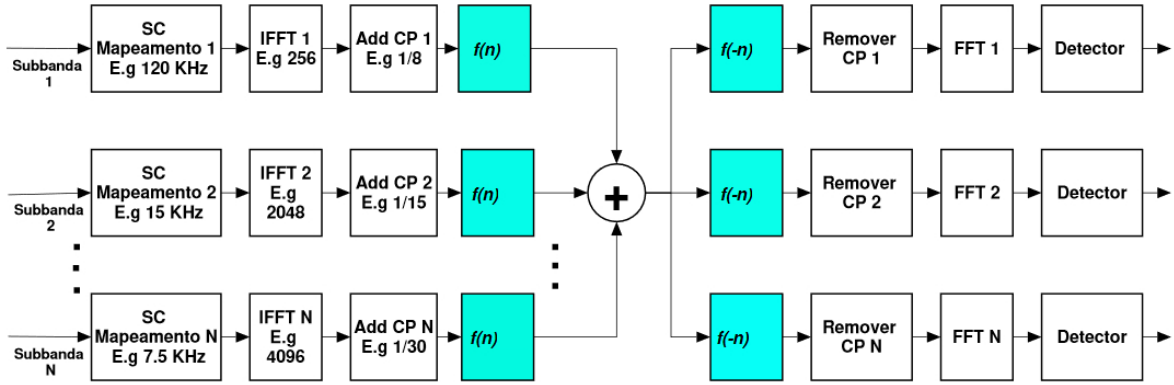 Subbanda
1
SC
Mapeamento 1
E.g 120 KHz
IFFT 1
E.g 256
Add CP 1
E.g 1/8
f(n)
f(-n)
Remover
CP 1
FFT 1
Detector
Subbanda
2
SC
Mapeamento 2
E.g 15 KHz
IFFT 2
E.g
2048
Add CP 2
E.g 1/15
f(n)
+
f(-n)
Remover
CP 2
FFT 2
Detector
Subbanda
N
SC
Mapeamento N
E.g 7.5 KHz
IFFT N
E.g
4096
Add CP N
E.g 1/30
f(n)
f(-n)
Remover
CP N
FFT N
Detector